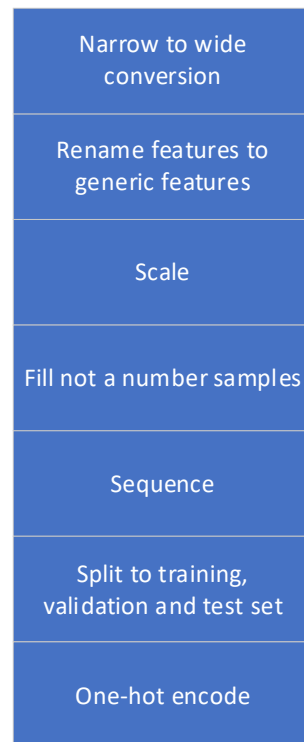 Narrow to wide
conversion
Rename features to
generic features
Scale
Fill not a number samples
Sequence
Split to training,
validation and test set
One-hot encode